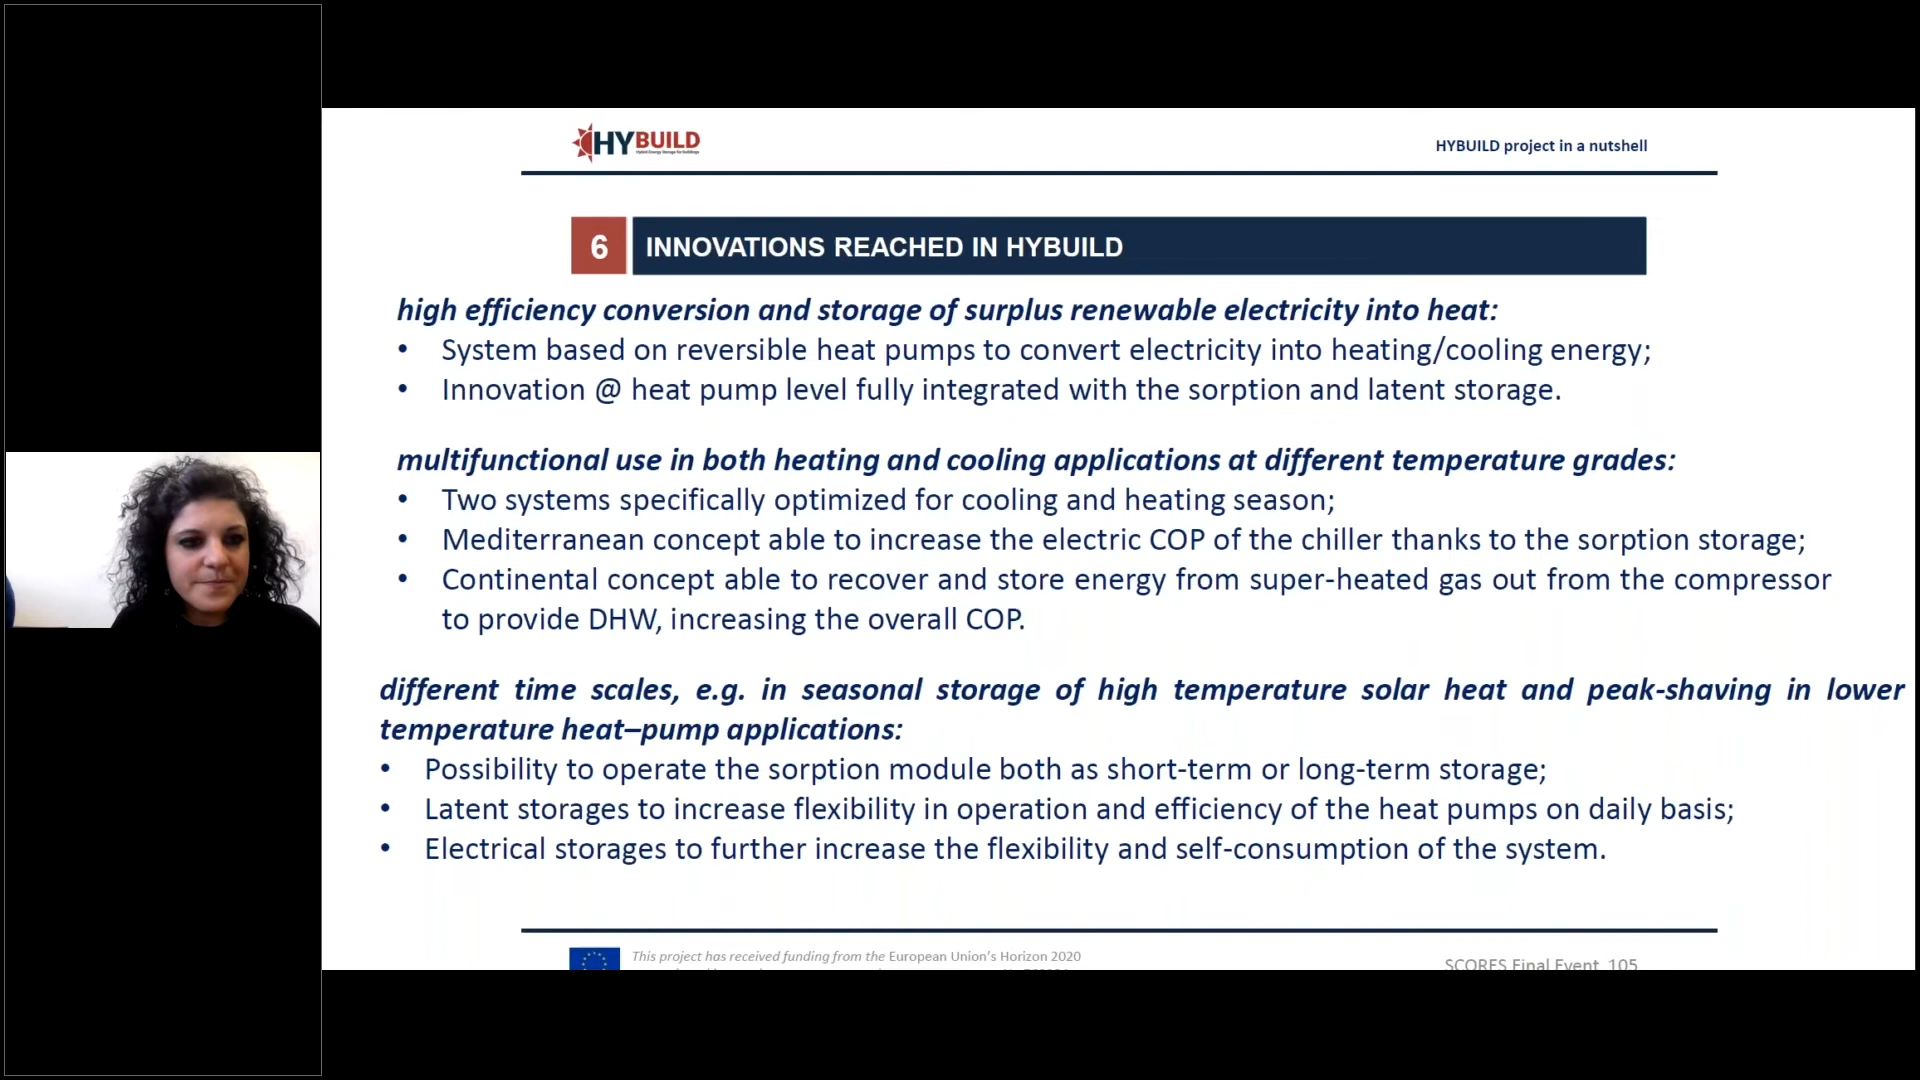 HYBUILD
HYBUILD project in a nutshell
6 INNOVATIONS REACHED IN HYBUILD
high efficiency conversion and storage of surplus renewable electricity into heat:
• System based on reversible heat pumps to convert electricity into heating/cooling energy;
• Innovation @ heat pump level fully integrated with the sorption and latent storage.
multifunctional use in both heating and cooling applications at different temperature grades:
• Two systems specifically optimized for cooling and heating season;
• Mediterranean concept able to increase the electric COP of the chiller thanks to the sorption storage;
• Continental concept able to recover and store energy from super-heated gas out from the compressor
to provide DHW, increasing the overall COP.
different time scales, e.g. in seasonal storage of high temperature solar heat and peak-shaving in lower
temperature heat–pump applications:
• Possibility to operate the sorption module both as short-term or long-term storage;
• Latent storages to increase flexibility in operation and efficiency of the heat pumps on daily basis;
• Electrical storages to further increase the flexibility and self-consumption of the system.
This project has received funding from the European Union's Horizon 2020
SCORES Final Event 105